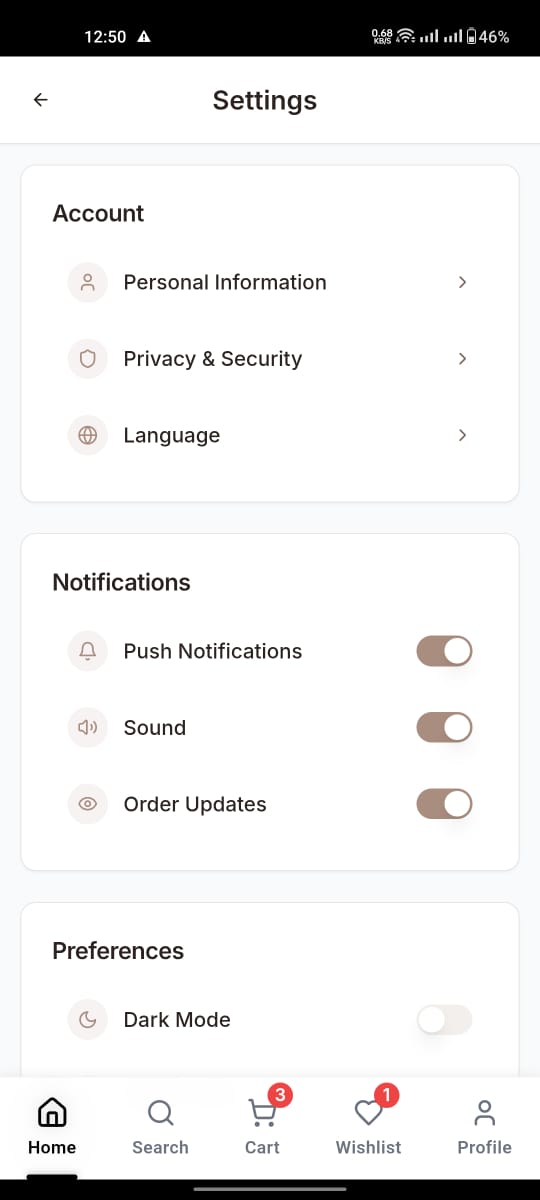 12:50
0.68
KB/S
46%
Settings
Account
Personal Information
Privacy & Security
Language
Notifications
Push Notifications
Sound
Order Updates
Preferences
Dark Mode
3
1
Home
Search
Cart
Wishlist
Profile